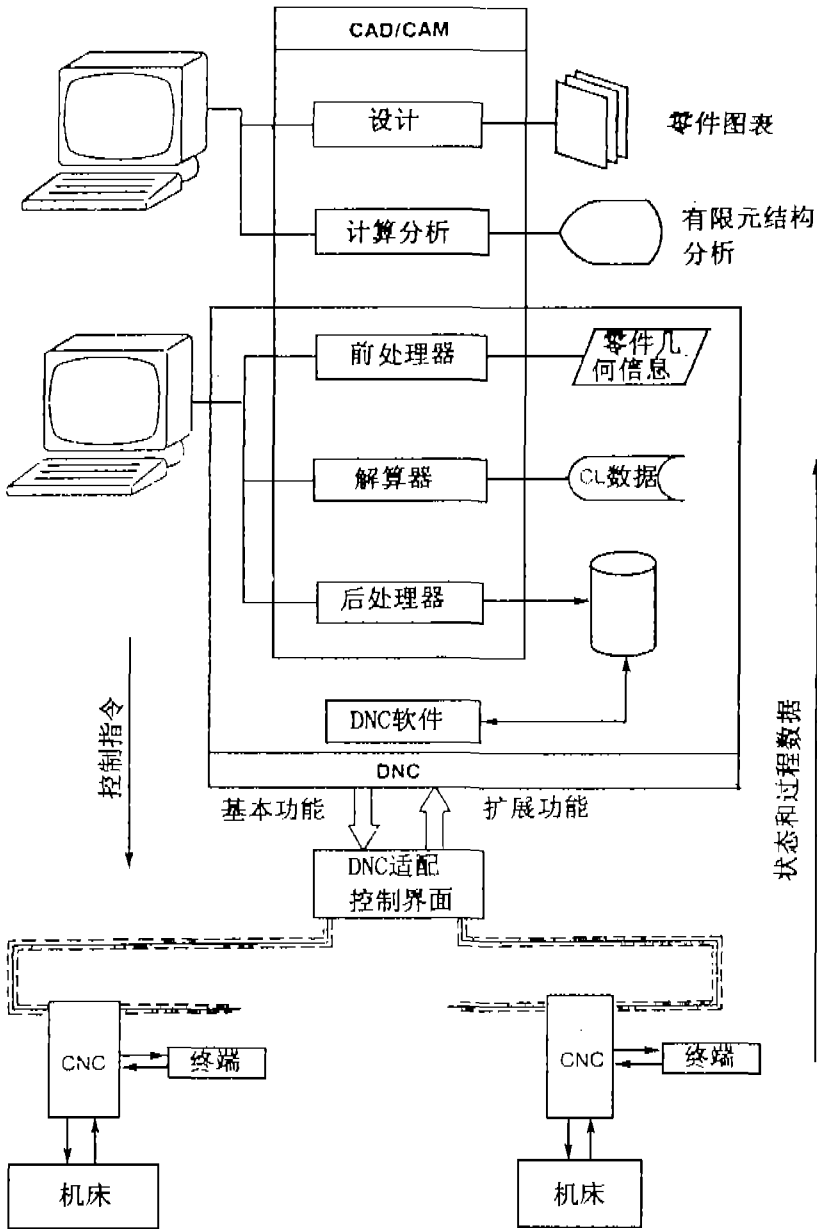 CAD/CAM
设计
零件图表
计算分析
有限元结构
分析
前处理器
零件几
何信息
解算器
CL数据
后处理器
DNC软件
DNC
控制指令
状态和过程数据
基本功能
扩展功能
DNC适配
控制界面
CNC
终端
CNC
终端
机床
机床